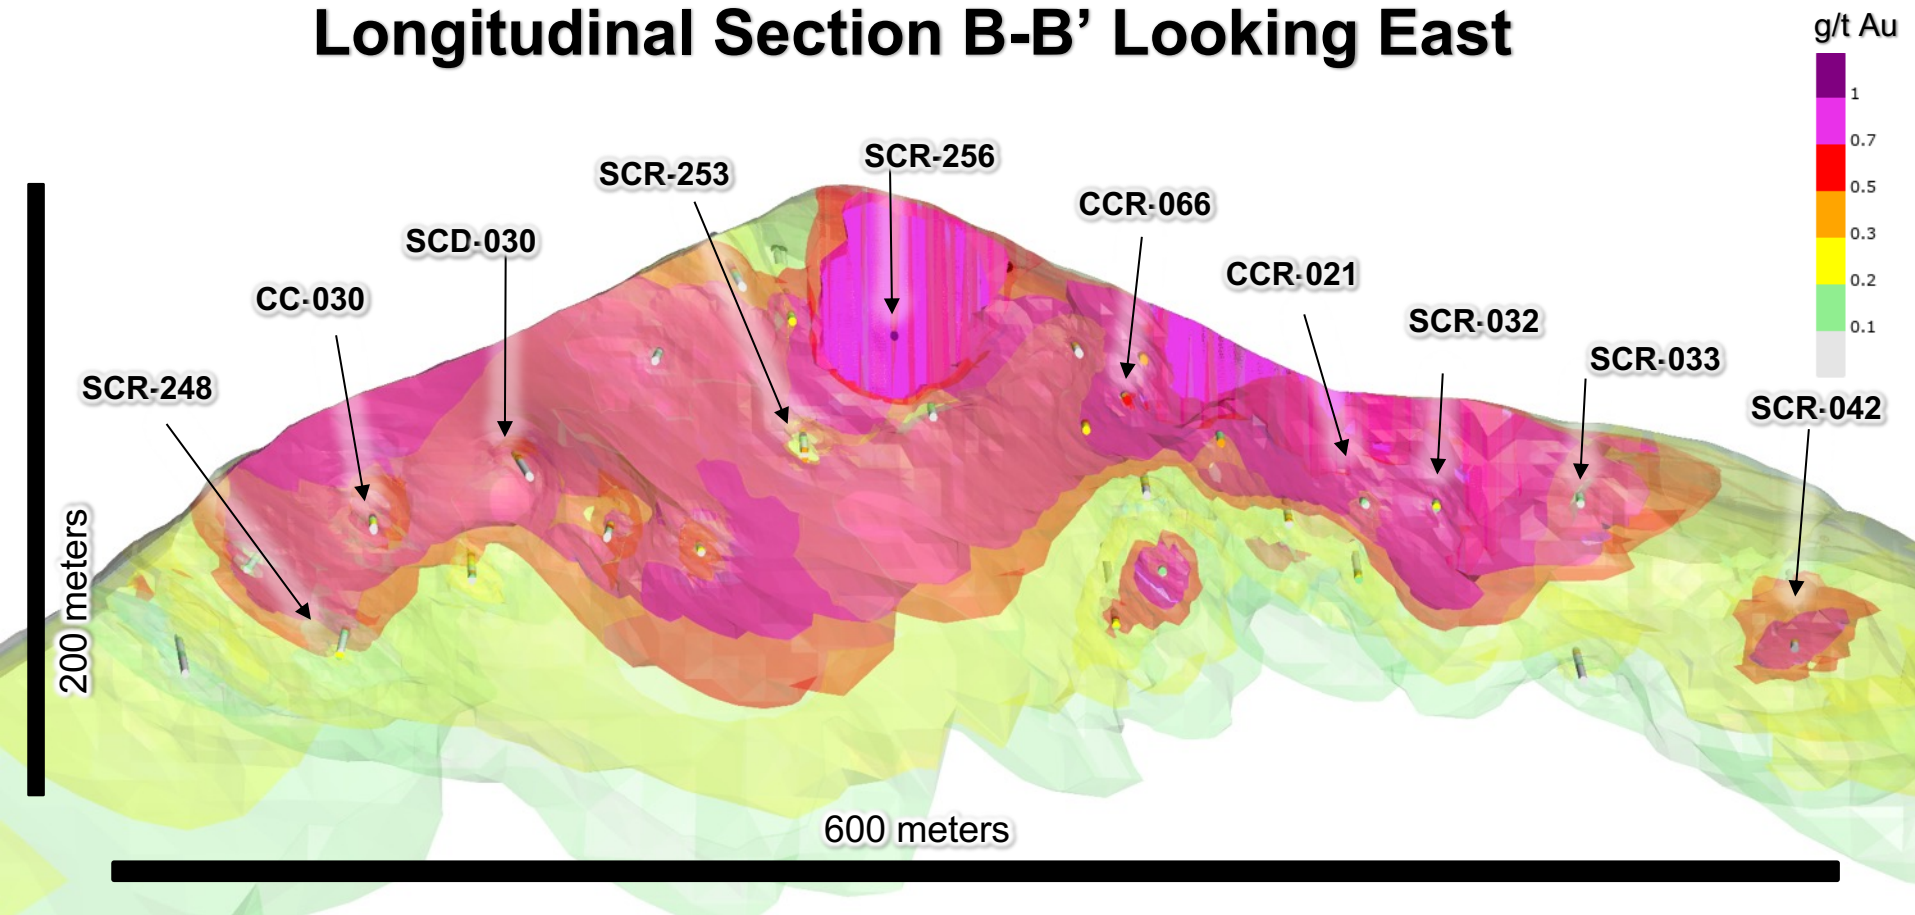 Longitudinal Section B-B’ Looking East
g/t Au
1
0.7
0.5
0.3
0.2
0.1
SCR-256
SCR-253
CCR-066
SCD-030
CCR-021
CC-030
SCR-032
SCR-033
SCR-248
SCR-042
200 meters
600 meters